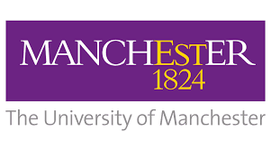 MANCHEstER
1824
The University of Manchester